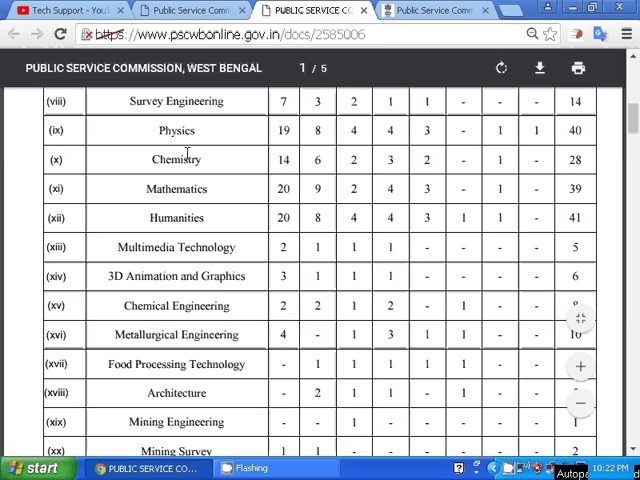 Tech Support - YouTub
Public Service Comm
PUBLIC SERVICE CO
Public Service Comm
https://www.pscwbonline.gov.in/docs/2585006
PUBLIC SERVICE COMMISSION, WEST BENGAL 1 / 5
(viii) Survey Engineering 7 3 2 1 1 - - - 14
(ix) Physics 19 8 4 4 3 - 1 1 40
(x) Chemistry 14 6 2 3 2 - 1 - 28
(xi) Mathematics 20 9 2 4 3 - 1 - 39
(xii) Humanities 20 8 4 4 3 1 1 - 41
(xiii) Multimedia Technology 2 1 1 1 - - - - 5
(xiv) 3D Animation and Graphics 3 1 1 1 - - - - 6
(xv) Chemical Engineering 2 2 1 2 - 1 - - 8
(xvi) Metallurgical Engineering 4 - 1 3 1 1 - - 10
(xvii) Food Processing Technology - 1 1 1 1 1 - -
(xviii) Architecture - 2 1 1 - 1 - -
(xix) Mining Engineering - - 1 - - - - - 1
(xx) Mining Survey 1 1 - - - - - - 2
start
PUBLIC SERVICE CO...
Flashing
10:22 PM